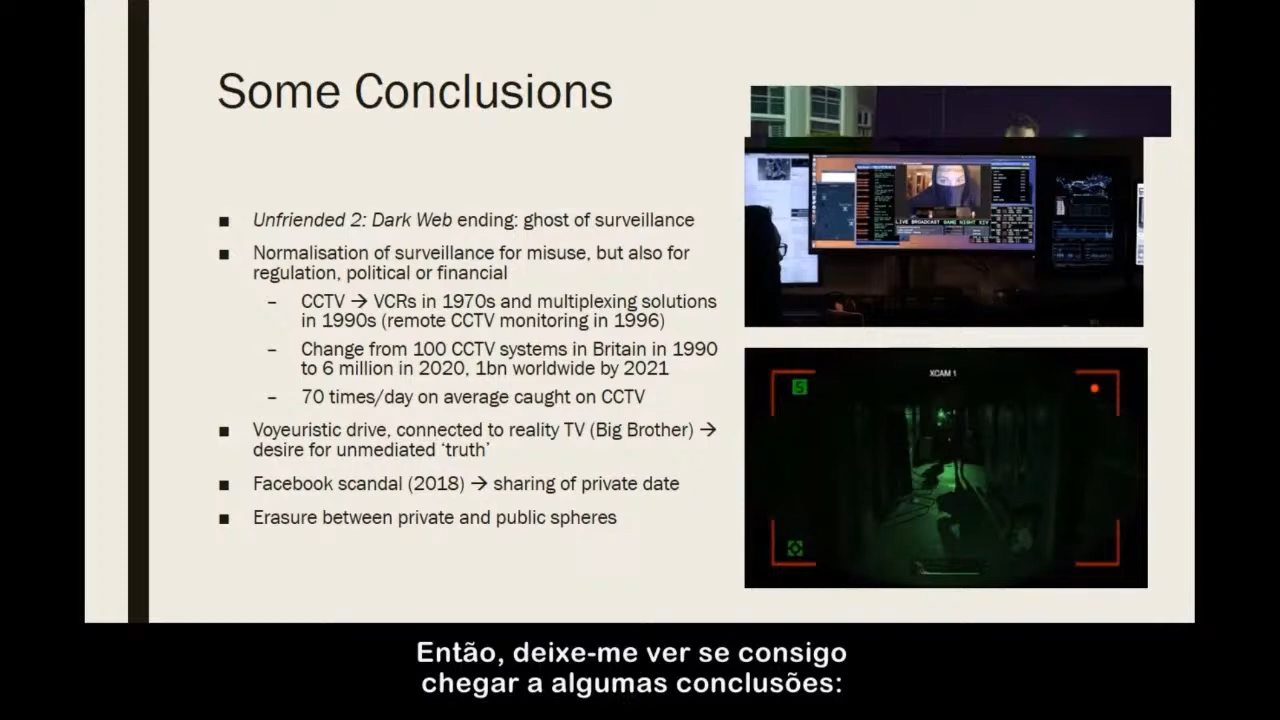 Some Conclusions
■ Unfriended 2: Dark Web ending: ghost of surveillance
■ Normalisation of surveillance for misuse, but also for
regulation, political or financial
– CCTV → VCRs in 1970s and multiplexing solutions
in 1990s (remote CCTV monitoring in 1996)
– Change from 100 CCTV systems in Britain in 1990
to 6 million in 2020, 1bn worldwide by 2021
– 70 times/day on average caught on CCTV
■ Voyeuristic drive, connected to reality TV (Big Brother) →
desire for unmediated ‘truth’
■ Facebook scandal (2018) → sharing of private date
■ Erasure between private and public spheres
LIVE BROADCAST GAME NIGHT XIV
XCAM 1
5
Então, deixe-me ver se consigo
chegar a algumas conclusões: